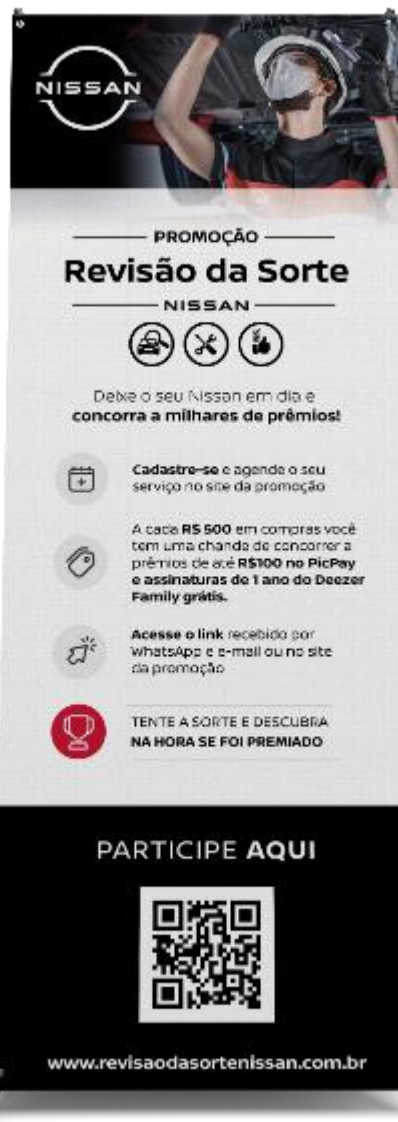 NISSAN
PROMOÇÃO
Revisão da Sorte
NISSAN
Deixe o seu Nissan em dia e
concorra a milhares de prêmios!
Cadastre-se e agende o seu
serviço no site da promoção
A cada R$ 500 em compras você
tem uma chande de concorrer a
prêmios de até R$100 no PicPay
e assinaturas de 1 ano do Deezer
Family grátis.
Acesse o link recebido por
WhatsApp e e-mail ou no site
da promoção
TENTE A SORTE E DESCUBRA
NA HORA SE FOI PREMIADO
PARTICIPE AQUI
www.revisaodasortenissan.com.br